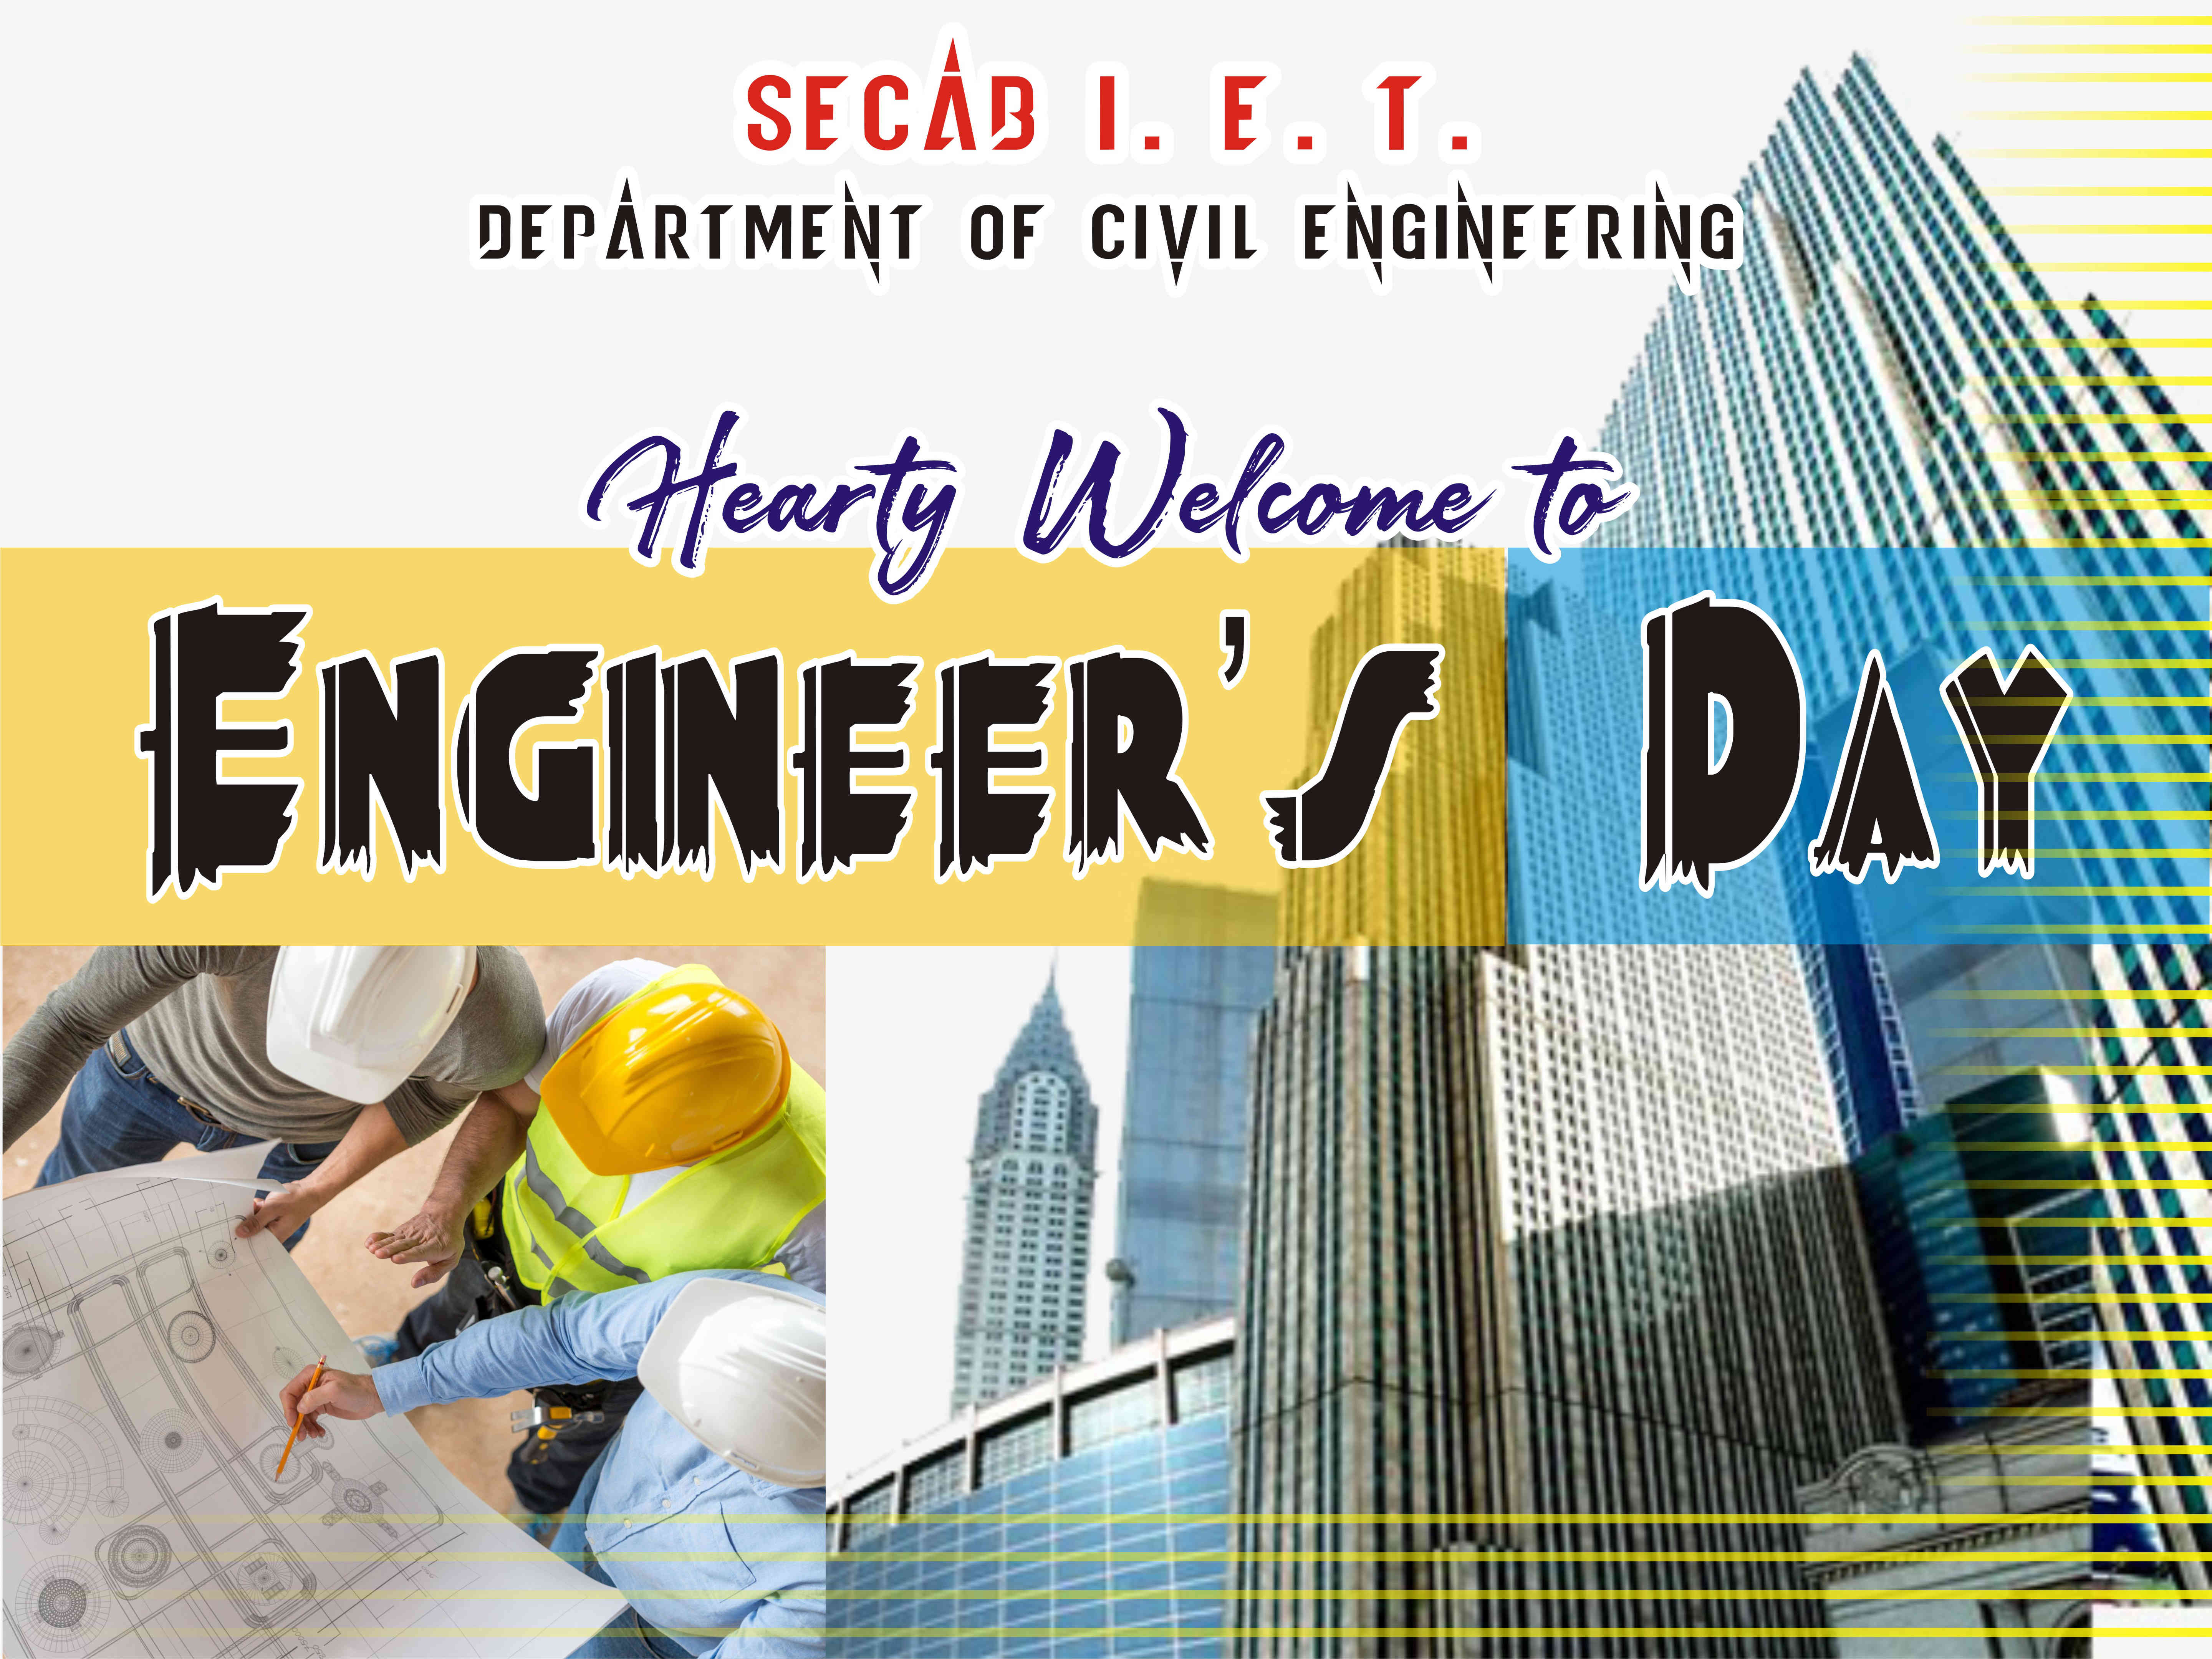 SECAB I. E. T.
DEPARTMENT OF CIVIL ENGINEERING
Hearty Welcome to
ENGINEER'S DAY